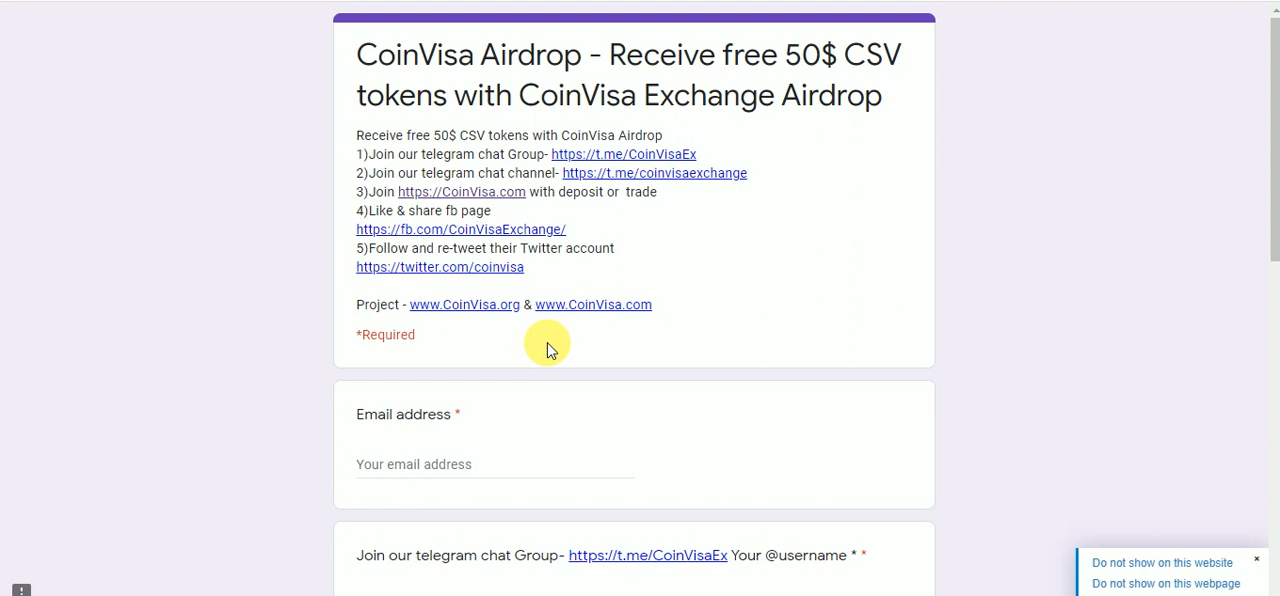 CoinVisa Airdrop - Receive free 50$ CSV
tokens with CoinVisa Exchange Airdrop
Receive free 50$ CSV tokens with CoinVisa Airdrop
1)Join our telegram chat Group- https://t.me/CoinVisaEx
2)Join our telegram chat channel- https://t.me/coinvisaexchange
3)Join https://CoinVisa.com with deposit or  trade
4)Like & share fb page
https://fb.com/CoinVisaExchange/
5)Follow and re-tweet their Twitter account
https://twitter.com/coinvisa
Project - www.CoinVisa.org & www.CoinVisa.com
*Required
Email address *
Your email address
Join our telegram chat Group- https://t.me/CoinVisaEx Your @username * *
Do not show on this website
Do not show on this webpage